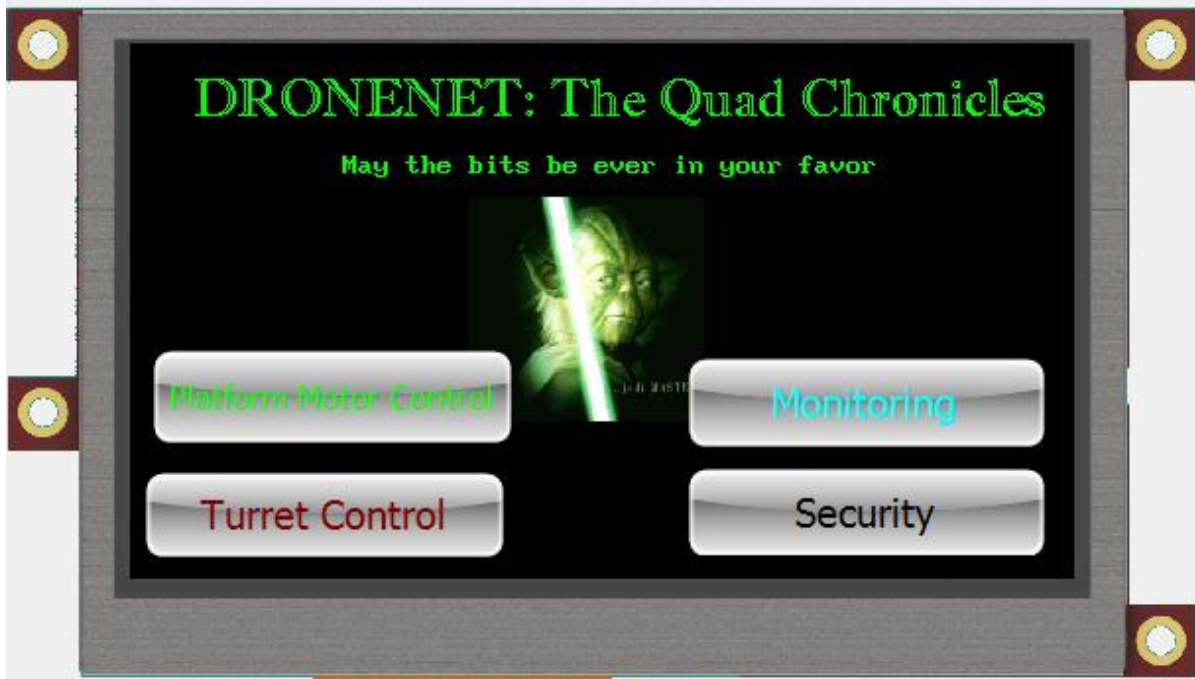 DRONENET: The Quad Chronicles
May the bits be ever in your favor
Platform Motor Control
Monitoring
Turret Control
Security